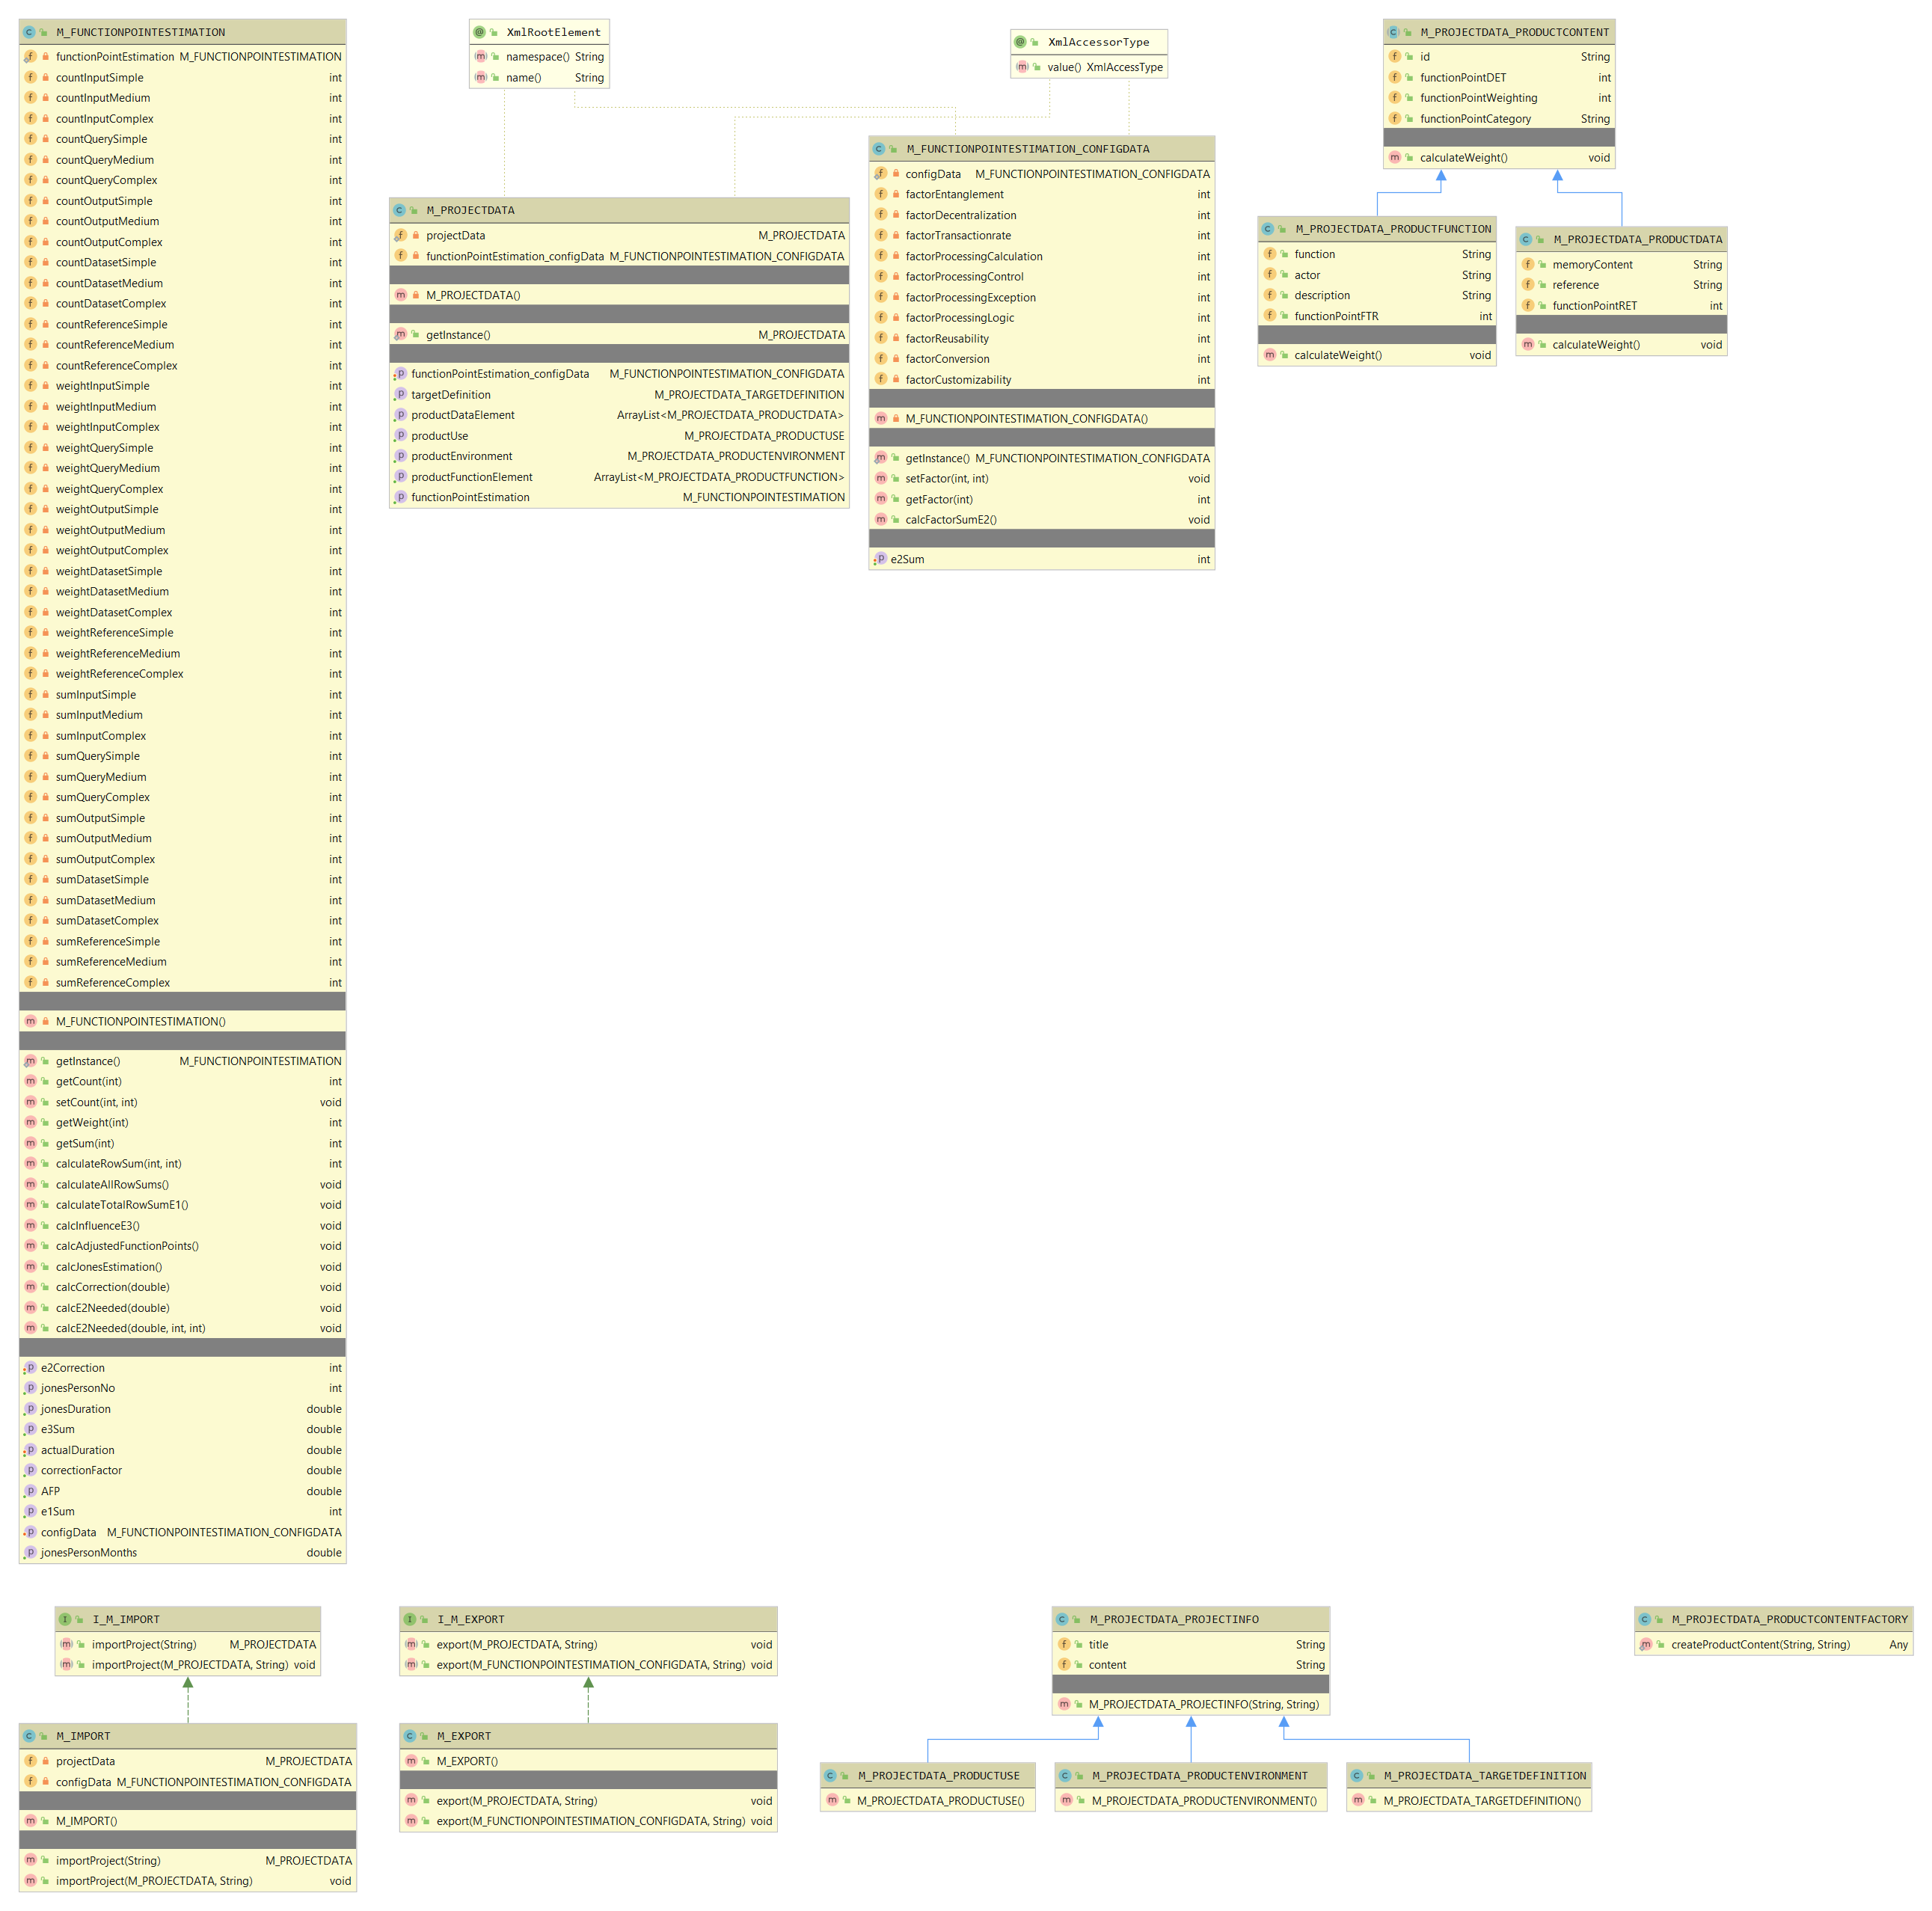 M_FUNCTIONPOINTESTIMATION
functionPointEstimation M_FUNCTIONPOINTESTIMATION
countInputSimple int
countInputMedium int
countInputComplex int
countQuerySimple int
countQueryMedium int
countQueryComplex int
countOutputSimple int
countOutputMedium int
countOutputComplex int
countDatasetSimple int
countDatasetMedium int
countDatasetComplex int
countReferenceSimple int
countReferenceMedium int
countReferenceComplex int
weightInputSimple int
weightInputMedium int
weightInputComplex int
weightQuerySimple int
weightQueryMedium int
weightQueryComplex int
weightOutputSimple int
weightOutputMedium int
weightOutputComplex int
weightDatasetSimple int
weightDatasetMedium int
weightDatasetComplex int
weightReferenceSimple int
weightReferenceMedium int
weightReferenceComplex int
sumInputSimple int
sumInputMedium int
sumInputComplex int
sumQuerySimple int
sumQueryMedium int
sumQueryComplex int
sumOutputSimple int
sumOutputMedium int
sumOutputComplex int
sumDatasetSimple int
sumDatasetMedium int
sumDatasetComplex int
sumReferenceSimple int
sumReferenceMedium int
sumReferenceComplex int
M_FUNCTIONPOINTESTIMATION()
getInstance() M_FUNCTIONPOINTESTIMATION
getCount(int) int
setCount(int, int) void
getWeight(int) int
getSum(int) int
calculateRowSum(int, int) int
calculateAllRowSums() void
calculateTotalRowSumE1() void
calcInfluenceE3() void
calcAdjustedFunctionPoints() void
calcJonesEstimation() void
calcCorrection(double) void
calcE2Needed(double) void
calcE2Needed(double, int, int) void
e2Correction int
jonesPersonNo int
jonesDuration double
e3Sum double
actualDuration double
correctionFactor double
AFP double
e1Sum int
configData M_FUNCTIONPOINTESTIMATION_CONFIGDATA
jonesPersonMonths double
XmlRootElement
namespace() String
name() String
XmlAccessorType
value() XmlAccessType
M_PROJECTDATA
projectData M_PROJECTDATA
functionPointEstimation_configData M_FUNCTIONPOINTESTIMATION_CONFIGDATA
M_PROJECTDATA()
getInstance() M_PROJECTDATA
functionPointEstimation_configData M_FUNCTIONPOINTESTIMATION_CONFIGDATA
targetDefinition M_PROJECTDATA_TARGETDEFINITION
productDataElement ArrayList<M_PROJECTDATA_PRODUCTDATA>
productUse M_PROJECTDATA_PRODUCTUSE
productEnvironment M_PROJECTDATA_PRODUCTENVIRONMENT
productFunctionElement ArrayList<M_PROJECTDATA_PRODUCTFUNCTION>
functionPointEstimation M_FUNCTIONPOINTESTIMATION
M_FUNCTIONPOINTESTIMATION_CONFIGDATA
configData M_FUNCTIONPOINTESTIMATION_CONFIGDATA
factorEntanglement int
factorDecentralization int
factorTransactionrate int
factorProcessingCalculation int
factorProcessingControl int
factorProcessingException int
factorProcessingLogic int
factorReusability int
factorConversion int
factorCustomizability int
M_FUNCTIONPOINTESTIMATION_CONFIGDATA()
getInstance() M_FUNCTIONPOINTESTIMATION_CONFIGDATA
setFactor(int, int) void
getFactor(int) int
calcFactorSumE2() void
e2Sum int
M_PROJECTDATA_PRODUCTCONTENT
id String
functionPointDET int
functionPointWeighting int
functionPointCategory String
calculateWeight() void
M_PROJECTDATA_PRODUCTFUNCTION
function String
actor String
description String
functionPointFTR int
calculateWeight() void
M_PROJECTDATA_PRODUCTDATA
memoryContent String
reference String
functionPointRET int
calculateWeight() void
I_M_IMPORT
importProject(String) M_PROJECTDATA
importProject(M_PROJECTDATA, String) void
M_IMPORT
projectData M_PROJECTDATA
configData M_FUNCTIONPOINTESTIMATION_CONFIGDATA
M_IMPORT()
importProject(String) M_PROJECTDATA
importProject(M_PROJECTDATA, String) void
I_M_EXPORT
export(M_PROJECTDATA, String) void
export(M_FUNCTIONPOINTESTIMATION_CONFIGDATA, String) void
M_EXPORT
M_EXPORT()
export(M_PROJECTDATA, String) void
export(M_FUNCTIONPOINTESTIMATION_CONFIGDATA, String) void
M_PROJECTDATA_PROJECTINFO
title String
content String
M_PROJECTDATA_PROJECTINFO(String, String)
M_PROJECTDATA_PRODUCTUSE
M_PROJECTDATA_PRODUCTUSE()
M_PROJECTDATA_PRODUCTENVIRONMENT
M_PROJECTDATA_PRODUCTENVIRONMENT()
M_PROJECTDATA_TARGETDEFINITION
M_PROJECTDATA_TARGETDEFINITION()
M_PROJECTDATA_PRODUCTCONTENTFACTORY
createProductContent(String, String) Any